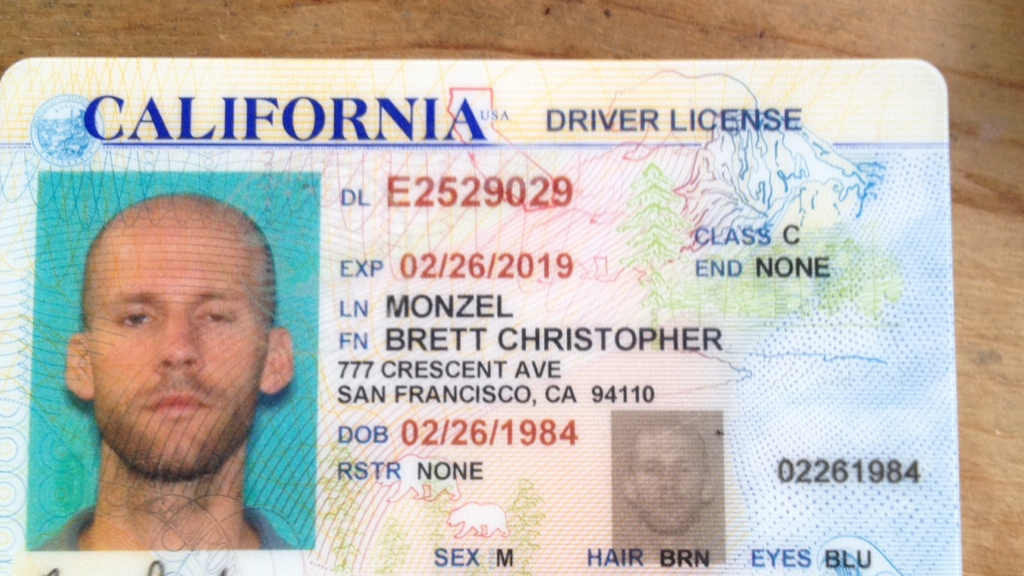 CALIFORNIA USA DRIVER LICENSE
DL E2529029
CLASS C
EXP 02/26/2019 END NONE
LN MONZEL
FN BRETT CHRISTOPHER
777 CRESCENT AVE
SAN FRANCISCO, CA 94110
DOB 02/26/1984
RSTR NONE 02261984
SEX M HAIR BRN EYES BLU